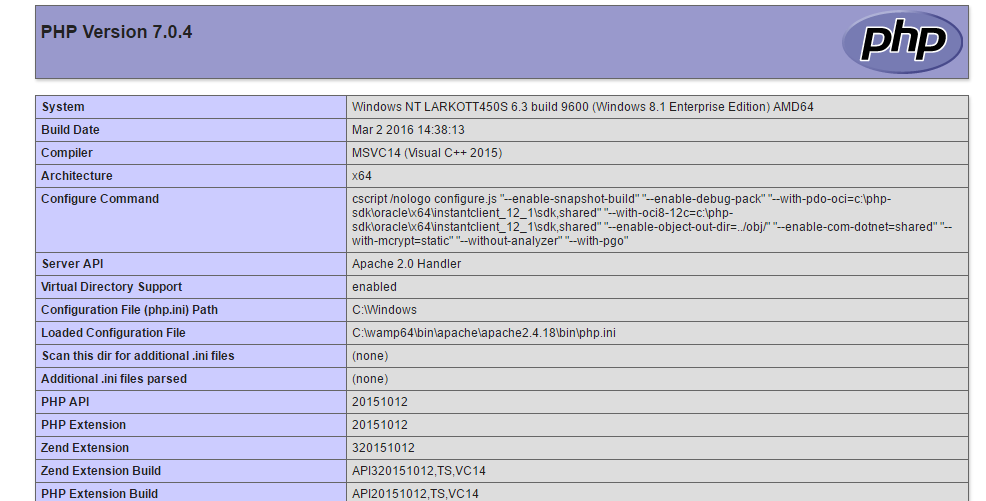 PHP Version 7.0.4
php
System Windows NT LARKOTT450S 6.3 build 9600 (Windows 8.1 Enterprise Edition) AMD64
Build Date Mar 2 2016 14:38:13
Compiler MSVC14 (Visual C++ 2015)
Architecture x64
Configure Command cscript /nologo configure.js "--enable-snapshot-build" "--enable-debug-pack" "--with-pdo-oci=c:\php-
sdk\oracle\x64\instantclient_12_1\sdk,shared" "--with-oci8-12c=c:\php-
sdk\oracle\x64\instantclient_12_1\sdk,shared" "--enable-object-out-dir=../obj/" "--enable-com-dotnet=shared" "--
with-mcrypt=static" "--without-analyzer" "--with-pgo"
Server API Apache 2.0 Handler
Virtual Directory Support enabled
Configuration File (php.ini) Path C:\Windows
Loaded Configuration File C:\wamp64\bin\apache\apache2.4.18\bin\php.ini
Scan this dir for additional .ini files (none)
Additional .ini files parsed (none)
PHP API 20151012
PHP Extension 20151012
Zend Extension 320151012
Zend Extension Build API320151012,TS,VC14
PHP Extension Build API20151012,TS,VC14